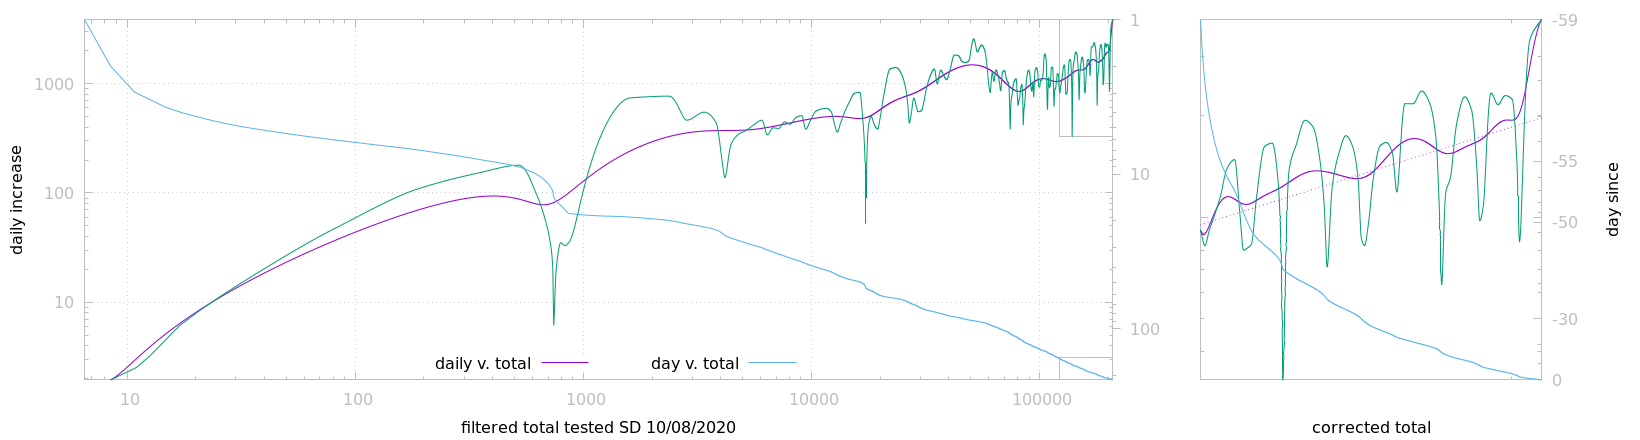 1000
100
10
daily increase
daily v. total
day v. total
10
100
1000
10000
100000
filtered total tested SD 10/08/2020
1
10
100
-59
-55
-50
-30
0
day since
corrected total